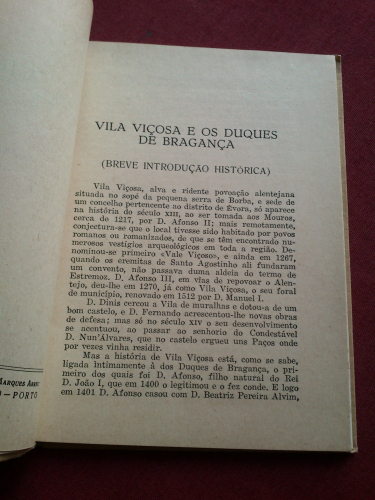 VILA VIÇOSA E OS DUQUES
DE BRAGANÇA
(BREVE INTRODUÇÃO HISTÓRICA)
Vila Viçosa, alva e ridente povoação alentejana
situada no sopé da pequena serra de Borba, e sede de
um concelho pertencente ao distrito de Évora, só aparece
na história do século XIII, ao ser tomada aos Mouros,
cerca de 1217, por D. Afonso II; mais remotamente,
conjectura-se que o local tivesse sido habitado por povos
romanos ou romanizados, de que se têm encontrado nu-
merosos vestígios arqueológicos em toda a região. Deno-
minou-se primeiro «Vale Viçoso», e ainda em 1267,
quando os eremitas de Santo Agostinho ali fundaram
um convento, não passava duma aldeia do termo de
Estremoz. D. Afonso III, em vias de repovoar o Alen-
tejo, deu-lhe em 1270, já como Vila Viçosa, o seu foral
de município, renovado em 1512 por D. Manuel I.
D. Dinis cercou a Vila de muralhas e dotou-a de um
bom castelo, e D. Fernando acrescentou-lhe novas obras
de defesa; mas só no século XIV o seu desenvolvimento
se acentuou, ao passar ao senhorio do Condestável
D. Nun'Álvares, que no castelo ergueu uns Paços onde
por vezes vinha residir.
Mas a história de Vila Viçosa está, como se sabe,
ligada intimamente à dos Duques de Bragança, o pri-
meiro dos quais foi D. Afonso, filho natural do Rei
D. João I, que em 1400 o legitimou e o fez conde. E logo
em 1401 D. Afonso casou com D. Beatriz Pereira Alvim,
MARQUES
PORTO